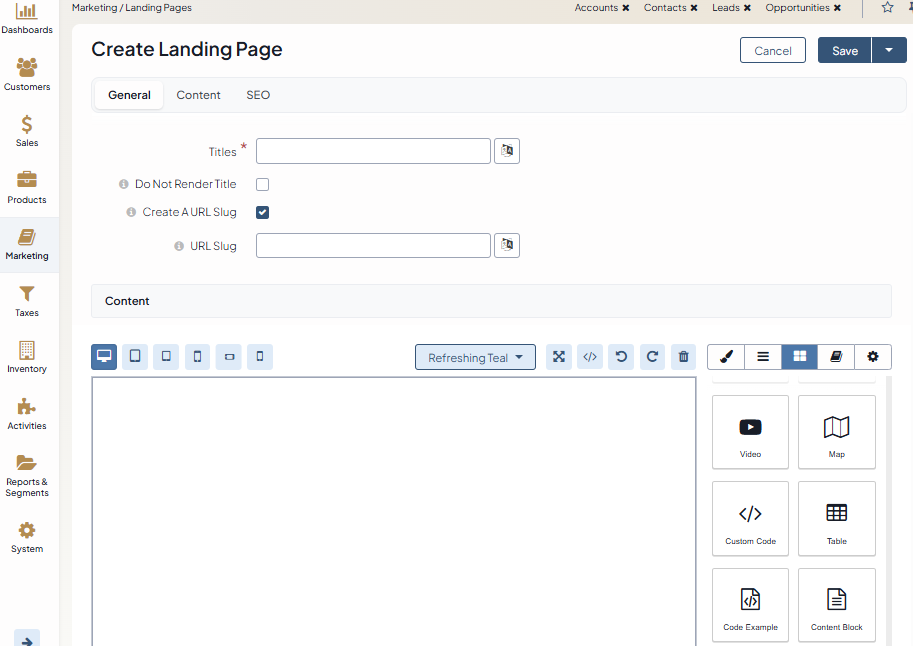 Marketing / Landing Pages
Accounts ✖ Contacts ✖ Leads ✖ Opportunities ✖
Dashboards
Customers
Sales
Products
Marketing
Taxes
Inventory
Activities
Reports &
Segments
System
Create Landing Page
Cancel
Save
General
Content
SEO
Titles *
Do Not Render Title
Create A URL Slug
URL Slug
Content
Refreshing Teal
Video
Map
Custom Code
Table
Code Example
Content Block